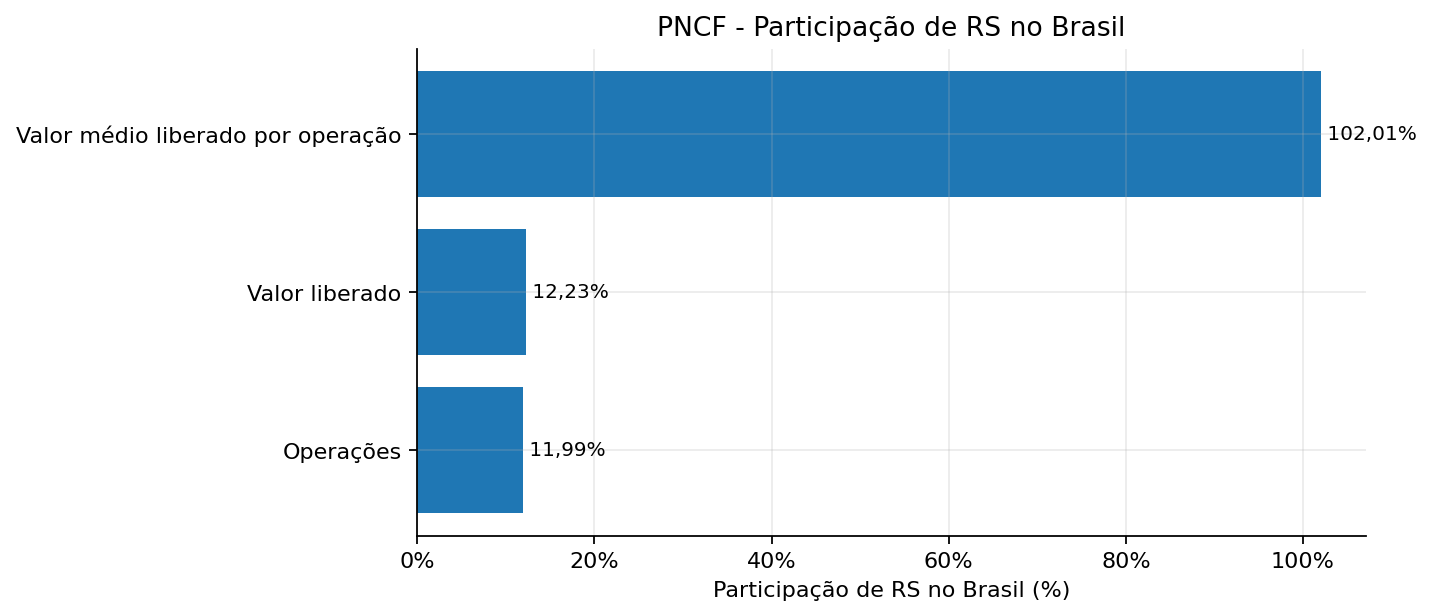 PNCF - Participação de RS no Brasil
Valor médio liberado por operação
102,01%
Valor liberado
12,23%
Operações
11,99%
0%
20%
40%
60%
80%
100%
Participação de RS no Brasil (%)